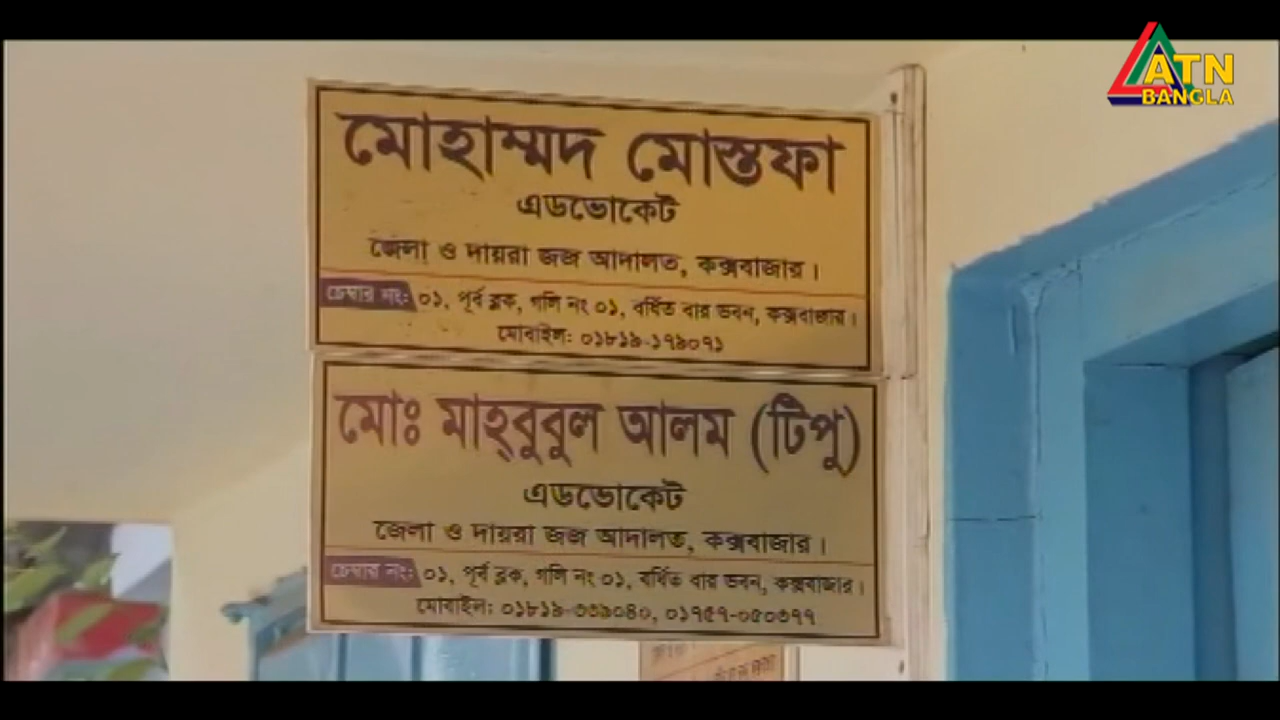 ATN
BANGLA
মোহাম্মদ মোস্তফা
এডভোকেট
জেলা ও দায়রা জজ আদালত, কক্সবাজার।
চেম্বার নং: ০১, পূর্ব ব্লক, গলি নং ০১, বর্ধিত বার ভবন, কক্সবাজার।
মোবাইল: ০১৮১৯-১৭৯০৭১
মোঃ মাহ্‌বুবুল আলম (টিপু)
এডভোকেট
জেলা ও দায়রা জজ আদালত, কক্সবাজার।
চেম্বার নং: ০১, পূর্ব ব্লক, গলি নং ০১, বর্ধিত বার ভবন, কক্সবাজার।
মোবাইল: ০১৮১৯-৩৩৯০৪০, ০১৭৫৭-০৫০৩৭৭